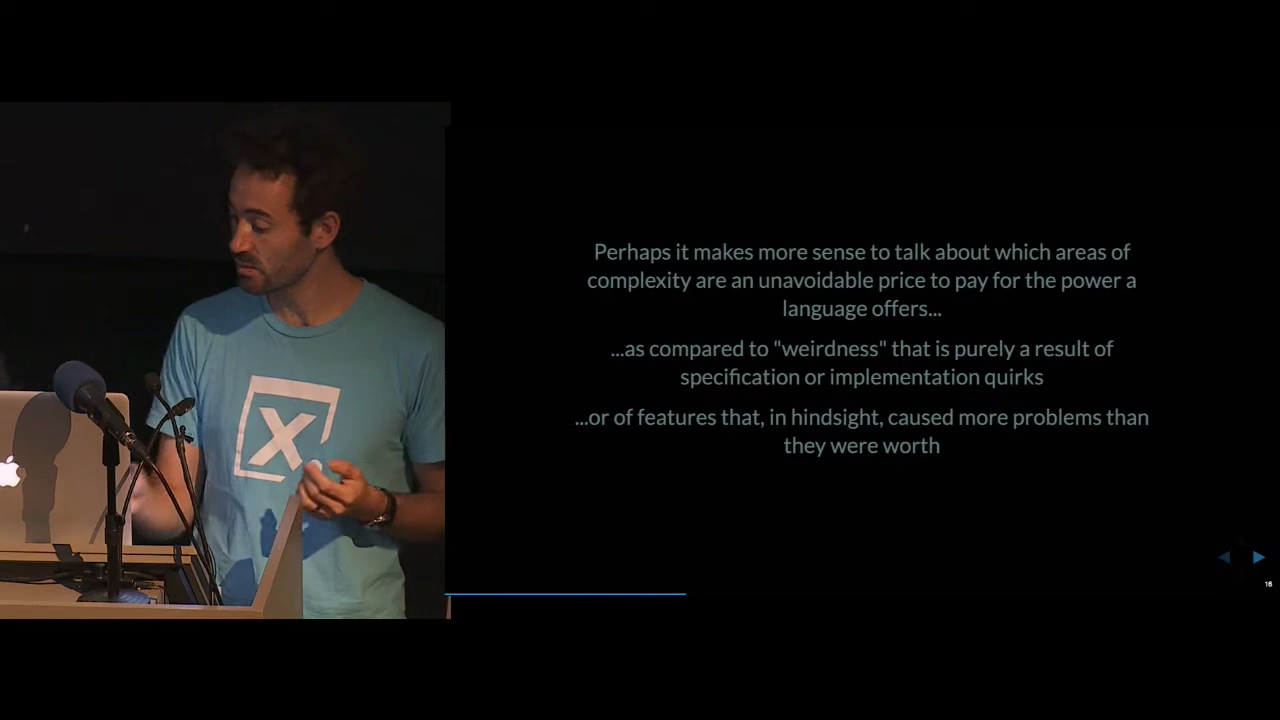 Perhaps it makes more sense to talk about which areas of
complexity are an unavoidable price to pay for the power a
language offers...
...as compared to "weirdness" that is purely a result of
specification or implementation quirks
...or of features that, in hindsight, caused more problems than
they were worth
X
16